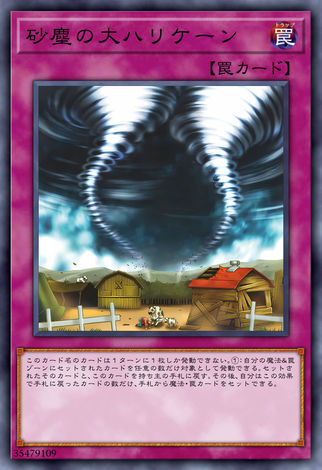 砂塵の大ハリケーン
トラップ
罠
【罠カード】
このカード名のカードは1ターンに1枚しか発動できない。①:自分の魔法&罠
ゾーンにセットされたカードを任意の数だけ対象として発動できる。セット
されたそのカードと、このカードを持ち主の手札に戻す。その後、自分はこの効果
で手札に戻ったカードの数だけ、手札から魔法・罠カードをセットできる。
35479109